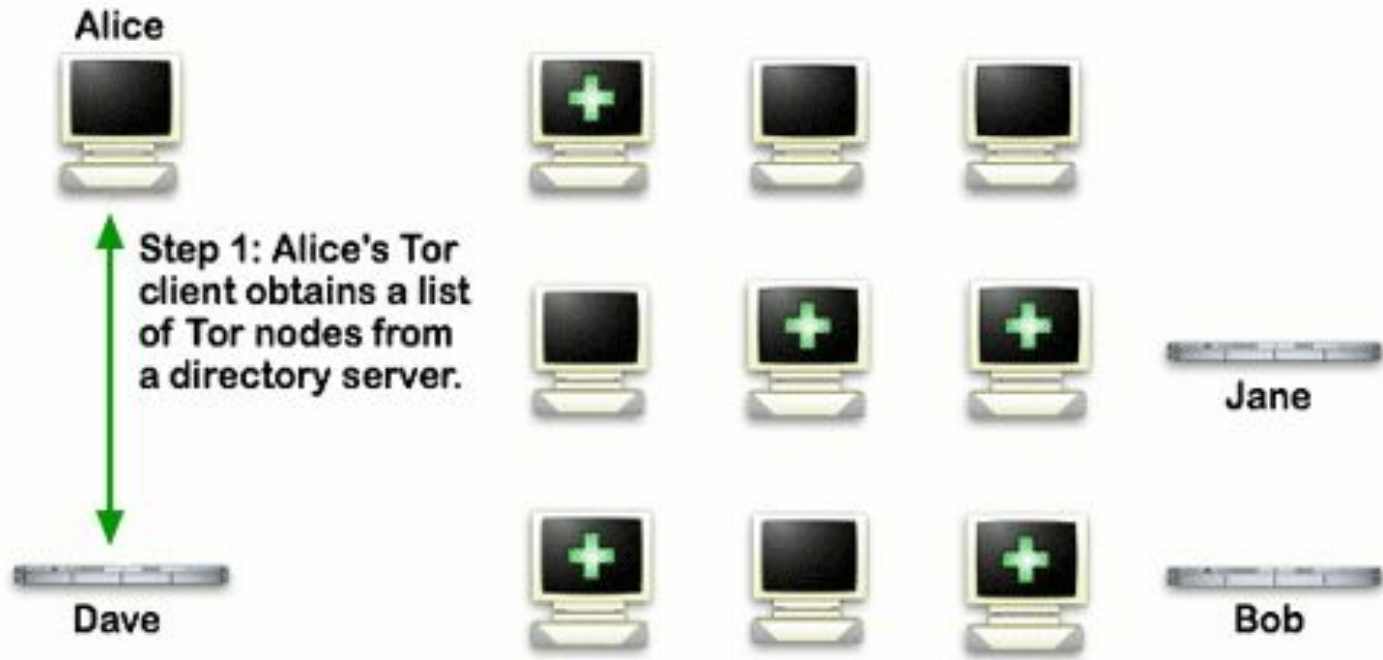 Alice
Step 1: Alice's Tor
client obtains a list
of Tor nodes from
a directory server.
Jane
Dave
Bob